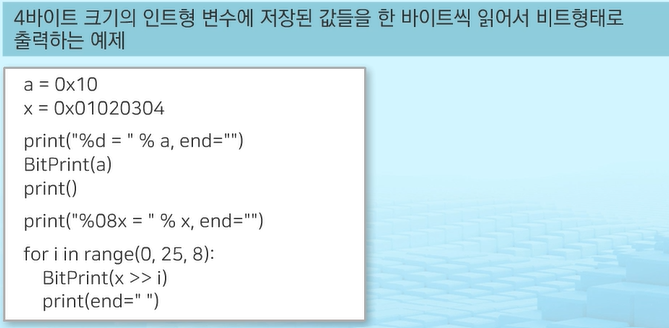 4바이트 크기의 인트형 변수에 저장된 값들을 한 바이트씩 읽어서 비트형태로
출력하는 예제
a = 0x10
x = 0x01020304
print("%d = " % a, end="")
BitPrint(a)
print()
print("%08x = " % x, end="")
for i in range(0, 25, 8):
    BitPrint(x >> i)
    print(end=" ")